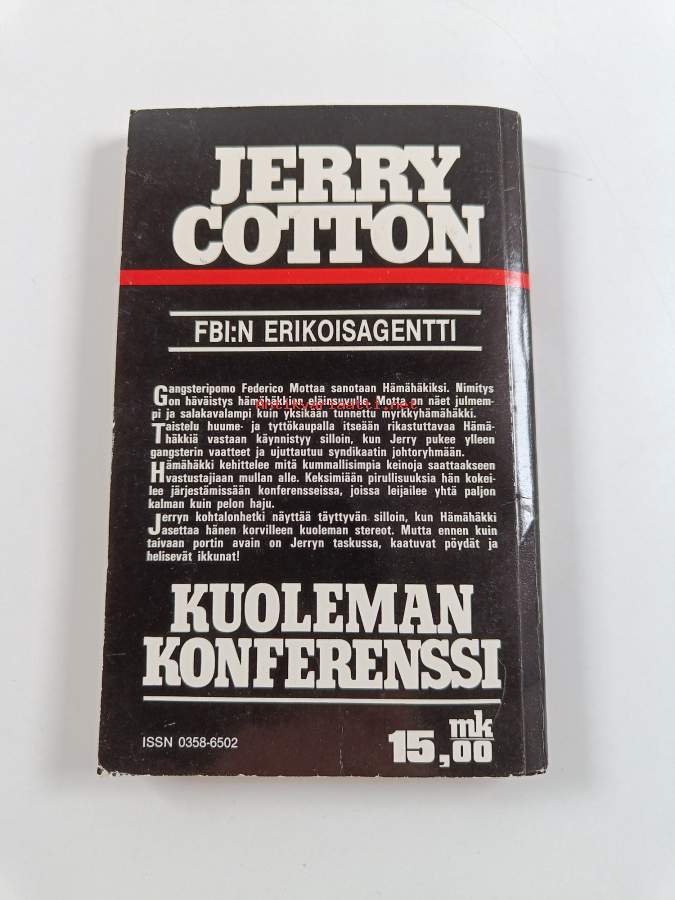 JERRY
COTTON
FBI:N ERIKOISAGENTTI
Gangsteripomo Federico Mottaa sanotaan Hämähäkiksi. Nimitys
on häväistys hämähäkkien eläinsuvulle. Motta on näet julmem-
pi ja salakavalampi kuin yksikään tunnettu myrkkyhämähäkki.
Antikvariaatti.net
Taistelu huume- ja tyttökaupalla itseään rikastuttavaa Hämä-
häkkiä vastaan käynnistyy silloin, kun Jerry pukee ylleen
gangsterin vaatteet ja ujuttautuu syndikaatin johtoryhmään.
Hämähäkki kehittelee mitä kummallisimpia keinoja saattaakseen
vastustajiaan mullan alle. Keksimiään pirullisuuksia hän kokei-
lee järjestämissään konferensseissa, joissa leijailee yhtä paljon
kalman kuin pelon haju.
Jerryn kohtalonhetki näyttää täyttyvän silloin, kun Hämähäkki
asettaa hänen korvilleen kuoleman stereot. Mutta ennen kuin
taivaan portin avain on Jerryn taskussa, kaatuvat pöydät ja
helisevät ikkunat!
KUOLEMAN
KONFERENSSI
ISSN 0358-6502
15,00 mk